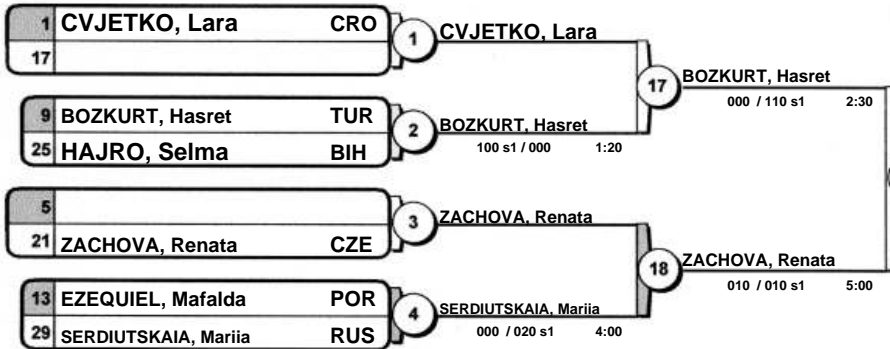 1 CVJETKO, Lara CRO
17
1 CVJETKO, Lara
9 BOZKURT, Hasret TUR
25 HAJRO, Selma BIH
2 BOZKURT, Hasret
100 s1 / 000 1:20
17 BOZKURT, Hasret
000 / 110 s1 2:30
5
21 ZACHOVA, Renata CZE
3 ZACHOVA, Renata
13 EZEQUIEL, Mafalda POR
29 SERDIUTSKAIA, Mariia RUS
4 SERDIUTSKAIA, Mariia
000 / 020 s1 4:00
18 ZACHOVA, Renata
010 / 010 s1 5:00